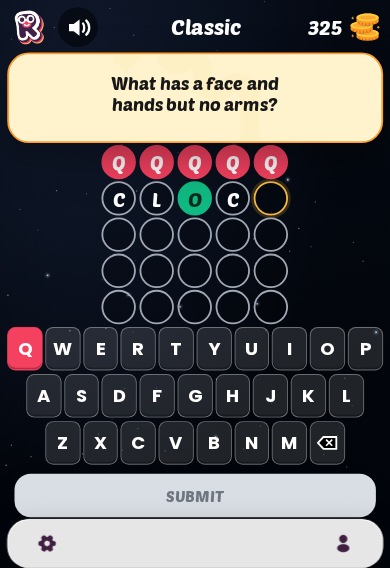 R
Classic
325
What has a face and
hands but no arms?
Q Q Q Q Q
C L O C
Q W E R T Y U I O P
A S D F G H J K L
Z X C V B N M
SUBMIT